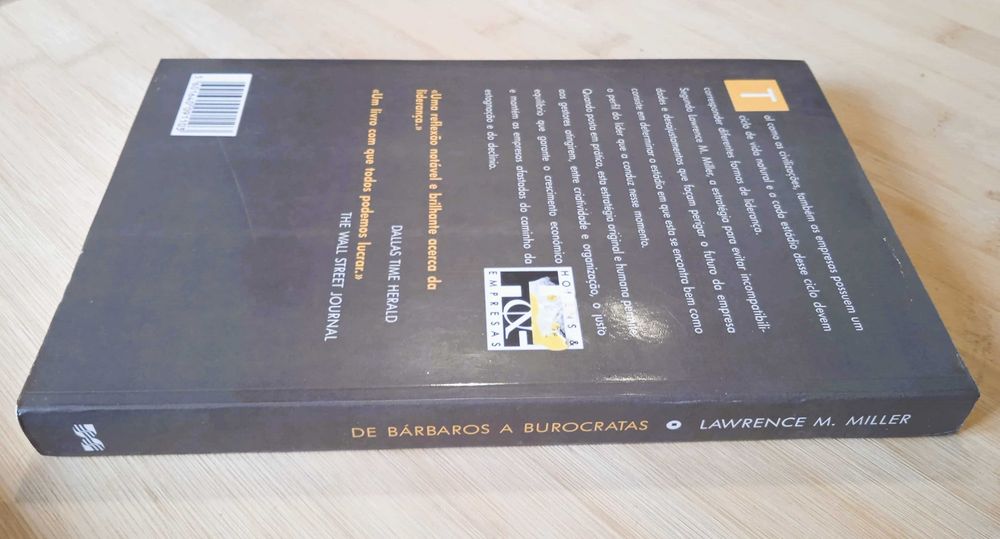 Tal como as civilizações, também as empresas possuem um
ciclo de vida natural e a cada estádio desse ciclo devem
corresponder diferentes formas de liderança.
Segundo Lawrence M. Miller, a estratégia para evitar incompatibili-
dades e desajustamentos que façam perigar o futuro da empresa
consiste em determinar o estádio em que esta se encontra bem como
o perfil do líder que a conduz nesse momento.
Quando posta em prática, esta estratégia original e humana permite
aos gestores atingirem, entre criatividade e organização, o justo
equilíbrio que garante o crescimento económico
e mantém as empresas afastadas do caminho da
estagnação e do declínio.
&
EMPRESAS
«Uma reflexão notável e brilhante acerca da
liderança.»
DALLAS TIME HERALD
«Um livro com que todos podemos lucrar.»
THE WALL STREET JOURNAL
DE BÁRBAROS A BUROCRATAS LAWRENCE M. MILLER